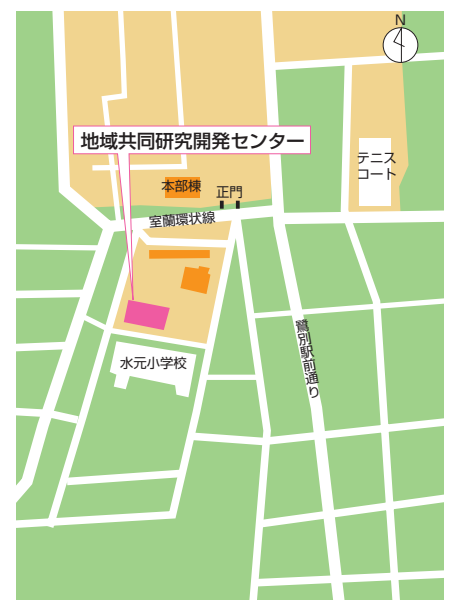 N
地域共同研究開発センター
テニス
コート
本部棟
正門
室蘭環状線
鷲別駅前通り
水元小学校